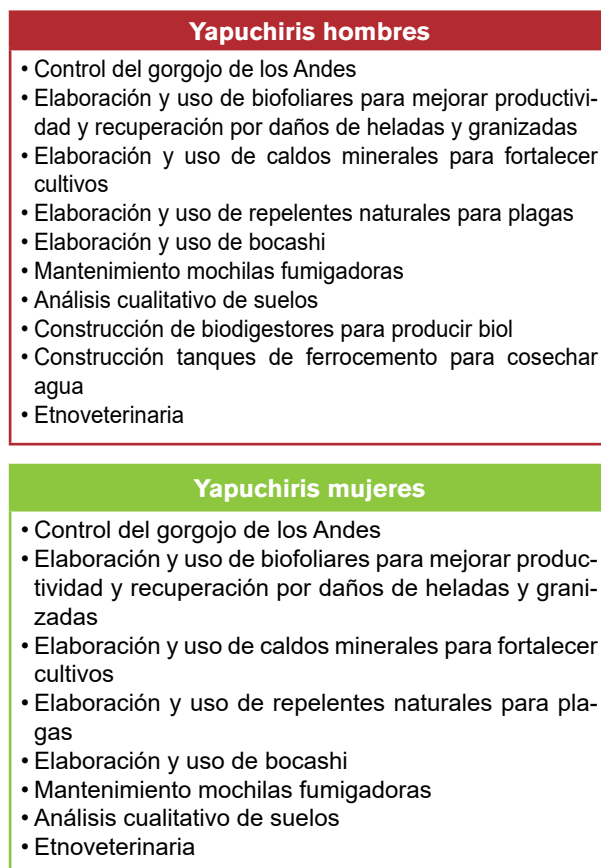 Yapuchiris hombres
• Control del gorgojo de los Andes
• Elaboración y uso de biofoliares para mejorar productivi-
dad y recuperación por daños de heladas y granizadas
• Elaboración y uso de caldos minerales para fortalecer
cultivos
• Elaboración y uso de repelentes naturales para plagas
• Elaboración y uso de bocashi
• Mantenimiento mochilas fumigadoras
• Análisis cualitativo de suelos
• Construcción de biodigestores para producir biol
• Construcción tanques de ferrocemento para cosechar
agua
• Etnoveterinaria
Yapuchiris mujeres
• Control del gorgojo de los Andes
• Elaboración y uso de biofoliares para mejorar produc-
tividad y recuperación por daños de heladas y grani-
zadas
• Elaboración y uso de caldos minerales para fortalecer
cultivos
• Elaboración y uso de repelentes naturales para pla-
gas
• Elaboración y uso de bocashi
• Mantenimiento mochilas fumigadoras
• Análisis cualitativo de suelos
• Etnoveterinaria